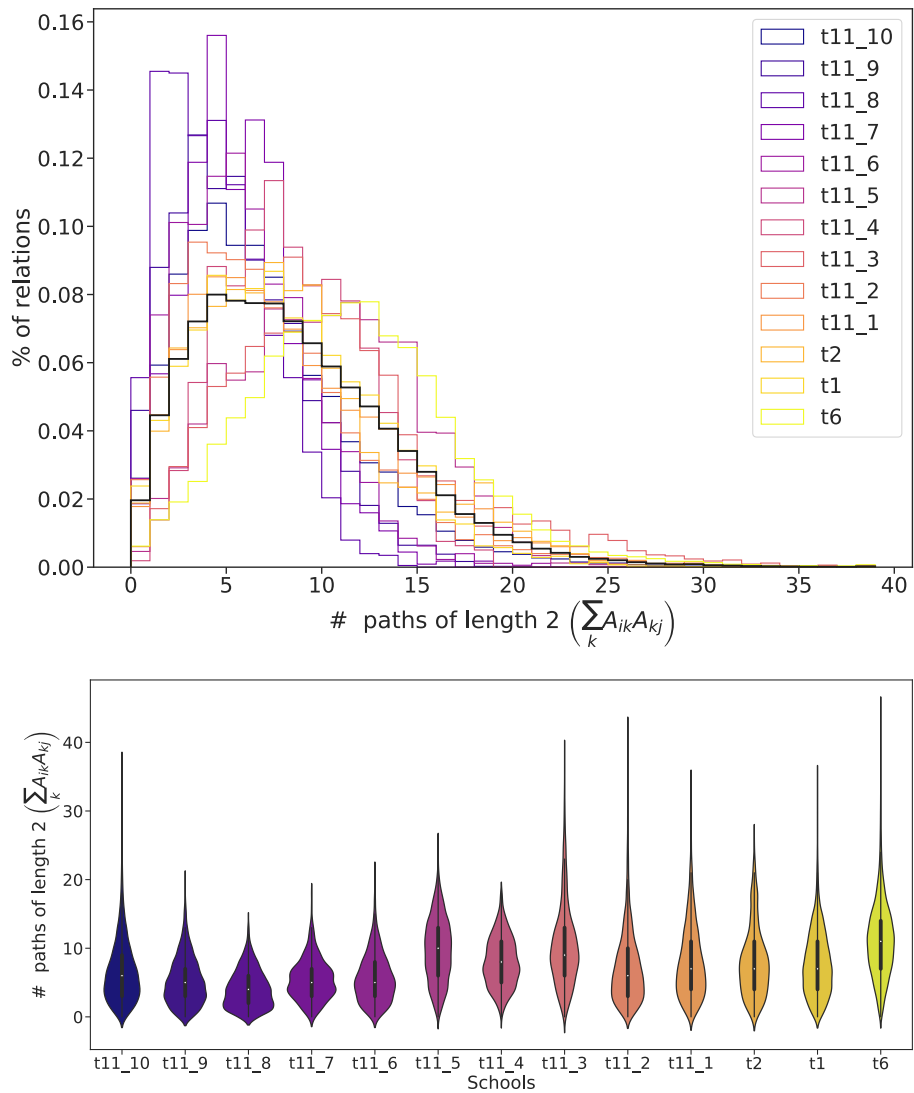 0.16
0.14
0.12
0.10
0.08
0.06
0.04
0.02
0.00
% of relations
t11_10
t11_9
t11_8
t11_7
t11_6
t11_5
t11_4
t11_3
t11_2
t11_1
t2
t1
t6
0 5 10 15 20 25 30 35 40
# paths of length 2 (∑_k A_ik A_kj)
# paths of length 2 (∑_k A_ik A_kj)
40
30
20
10
0
t11_10 t11_9 t11_8 t11_7 t11_6 t11_5 t11_4 t11_3 t11_2 t11_1 t2 t1 t6
Schools